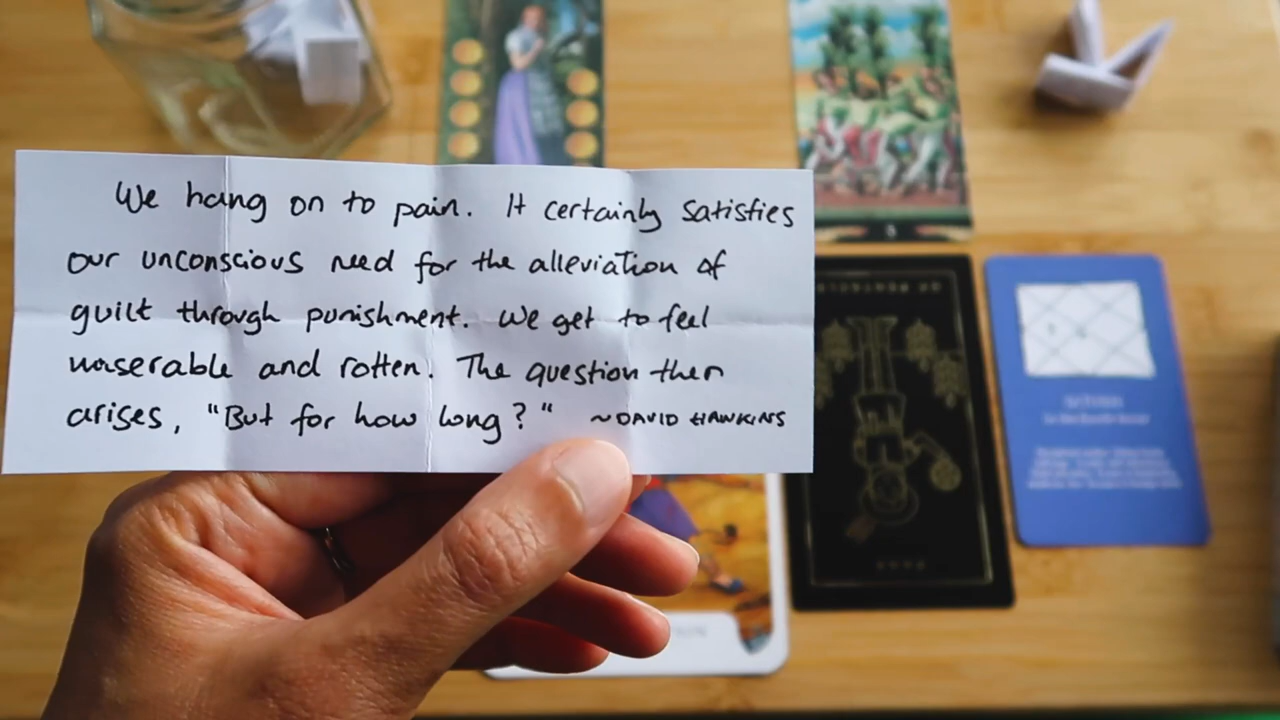 We hang on to pain. It certainly satisfies
our unconscious need for the alleviation of
guilt through punishment. We get to feel
miserable and rotten. The question then
arises, "But for how long?" ~DAVID HAWKINS